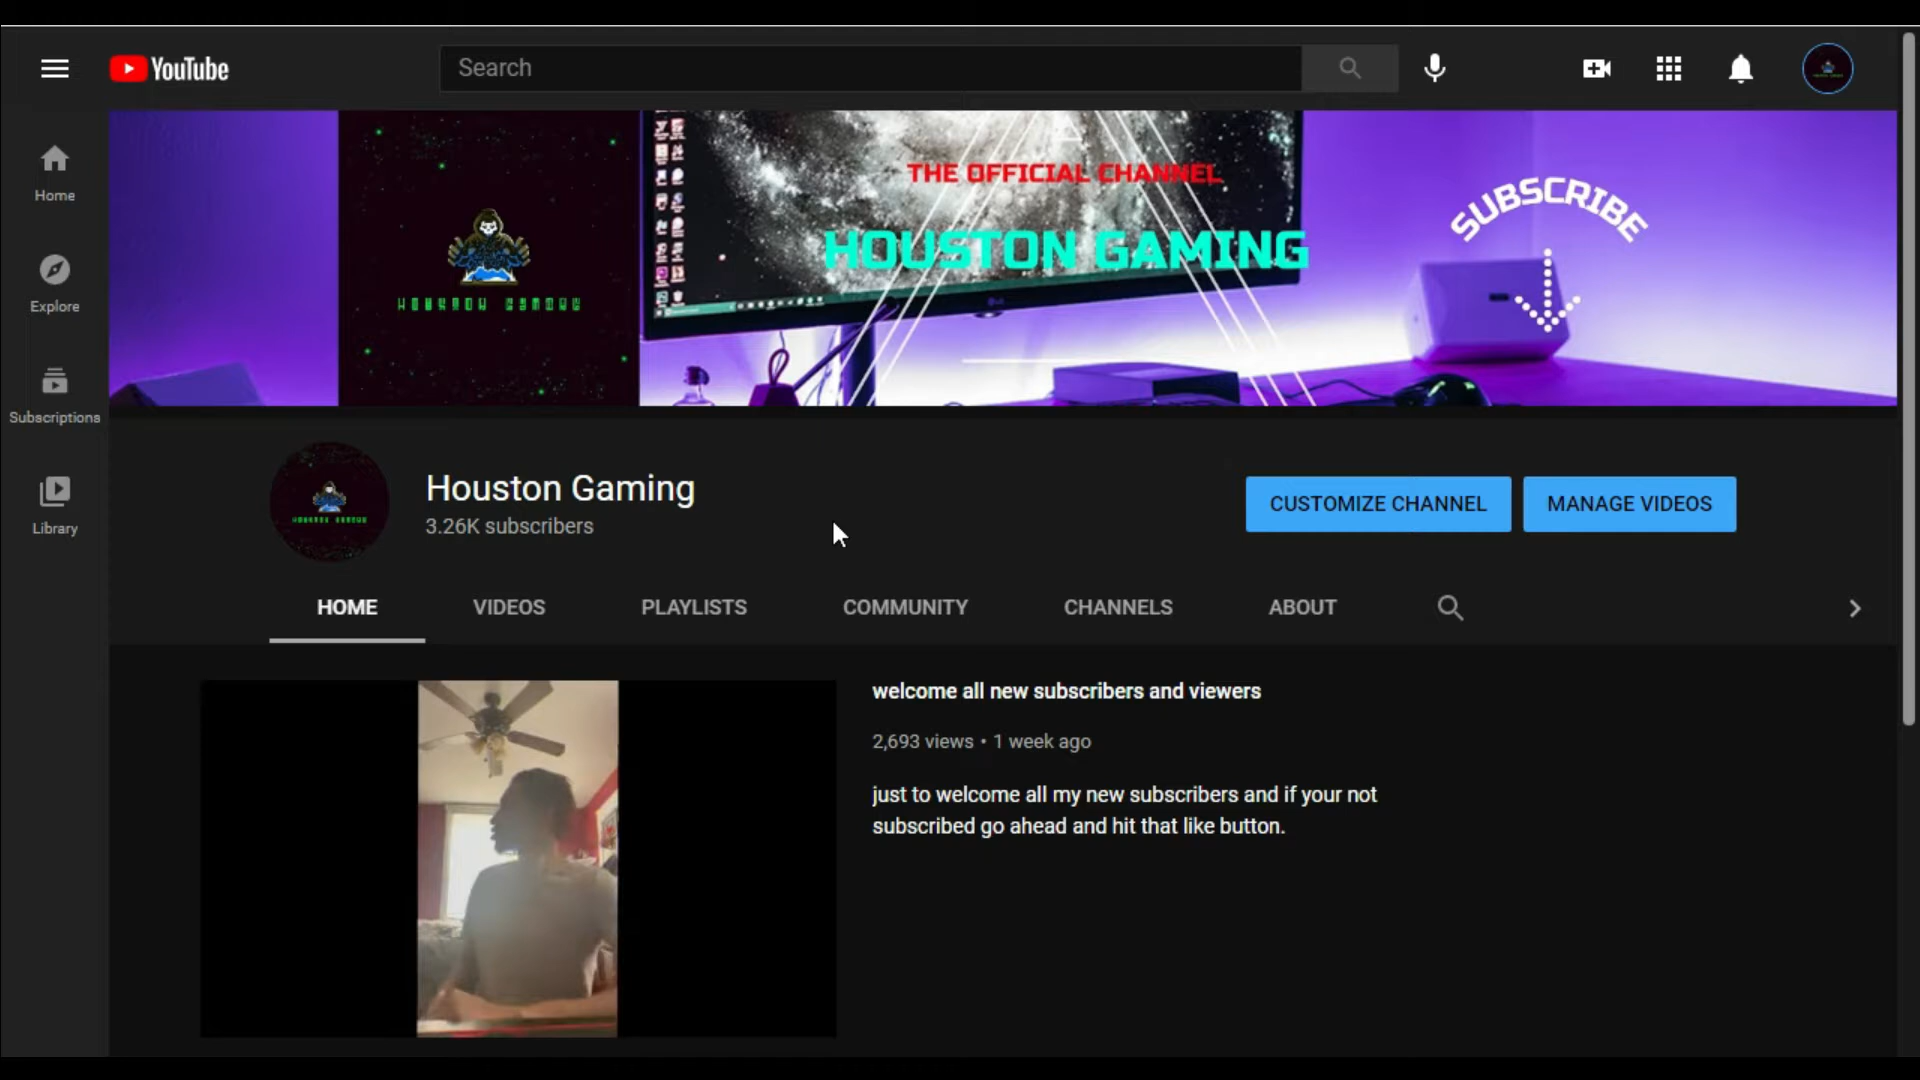 YouTube
Search
Home
Explore
Subscriptions
Library
THE OFFICIAL CHANNEL
HOUSTON GAMING
SUBSCRIBE
Houston Gaming
3.26K subscribers
CUSTOMIZE CHANNEL
MANAGE VIDEOS
HOME VIDEOS PLAYLISTS COMMUNITY CHANNELS ABOUT
welcome all new subscribers and viewers
2,693 views • 1 week ago
just to welcome all my new subscribers and if your not
subscribed go ahead and hit that like button.